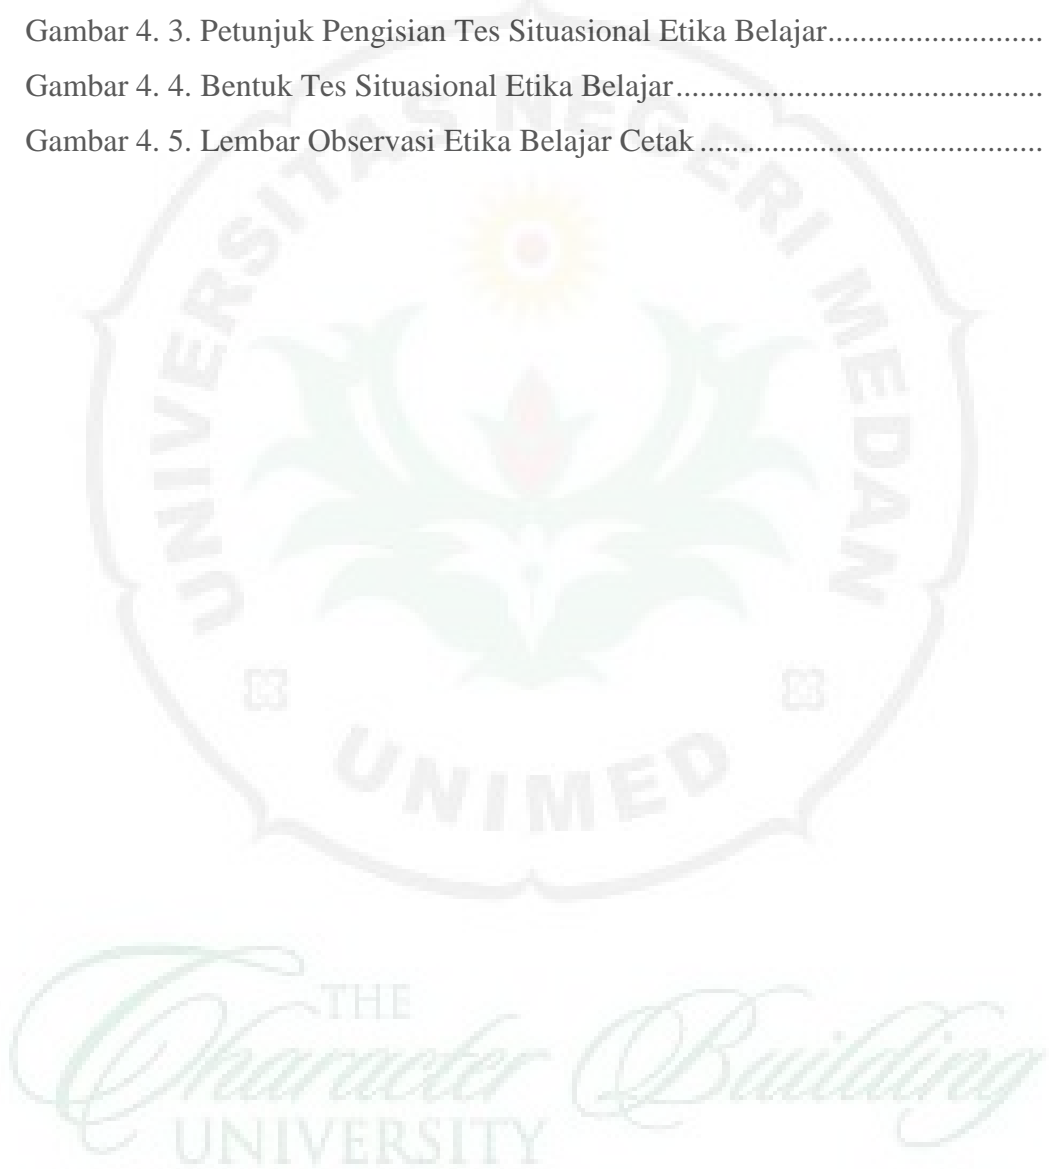 Gambar 4. 3. Petunjuk Pengisian Tes Situasional Etika Belajar...........................
Gambar 4. 4. Bentuk Tes Situasional Etika Belajar..............................................
Gambar 4. 5. Lembar Observasi Etika Belajar Cetak ...........................................
UNIVERSITAS NEGERI MEDAN
UNIMED
THE
Character Building
UNIVERSITY